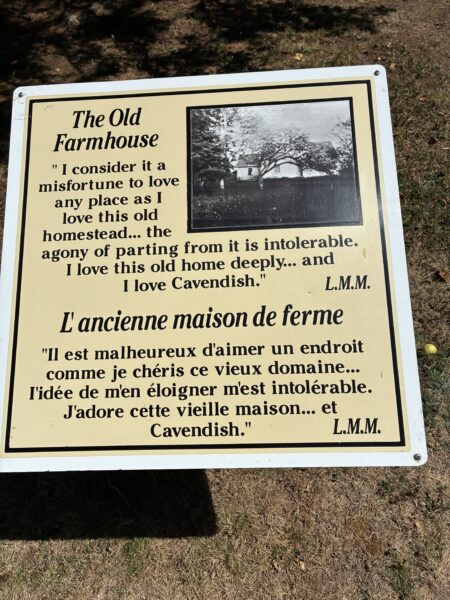 The Old
Farmhouse
" I consider it a
misfortune to love
any place as I
love this old
homestead... the
agony of parting from it is intolerable.
I love this old home deeply... and
I love Cavendish."
L.M.M.
L' ancienne maison de ferme
"Il est malheureux d'aimer un endroit
comme je chéris ce vieux domaine...
l'idée de m'en éloigner m'est intolérable.
J'adore cette vieille maison... et
Cavendish."
L.M.M.